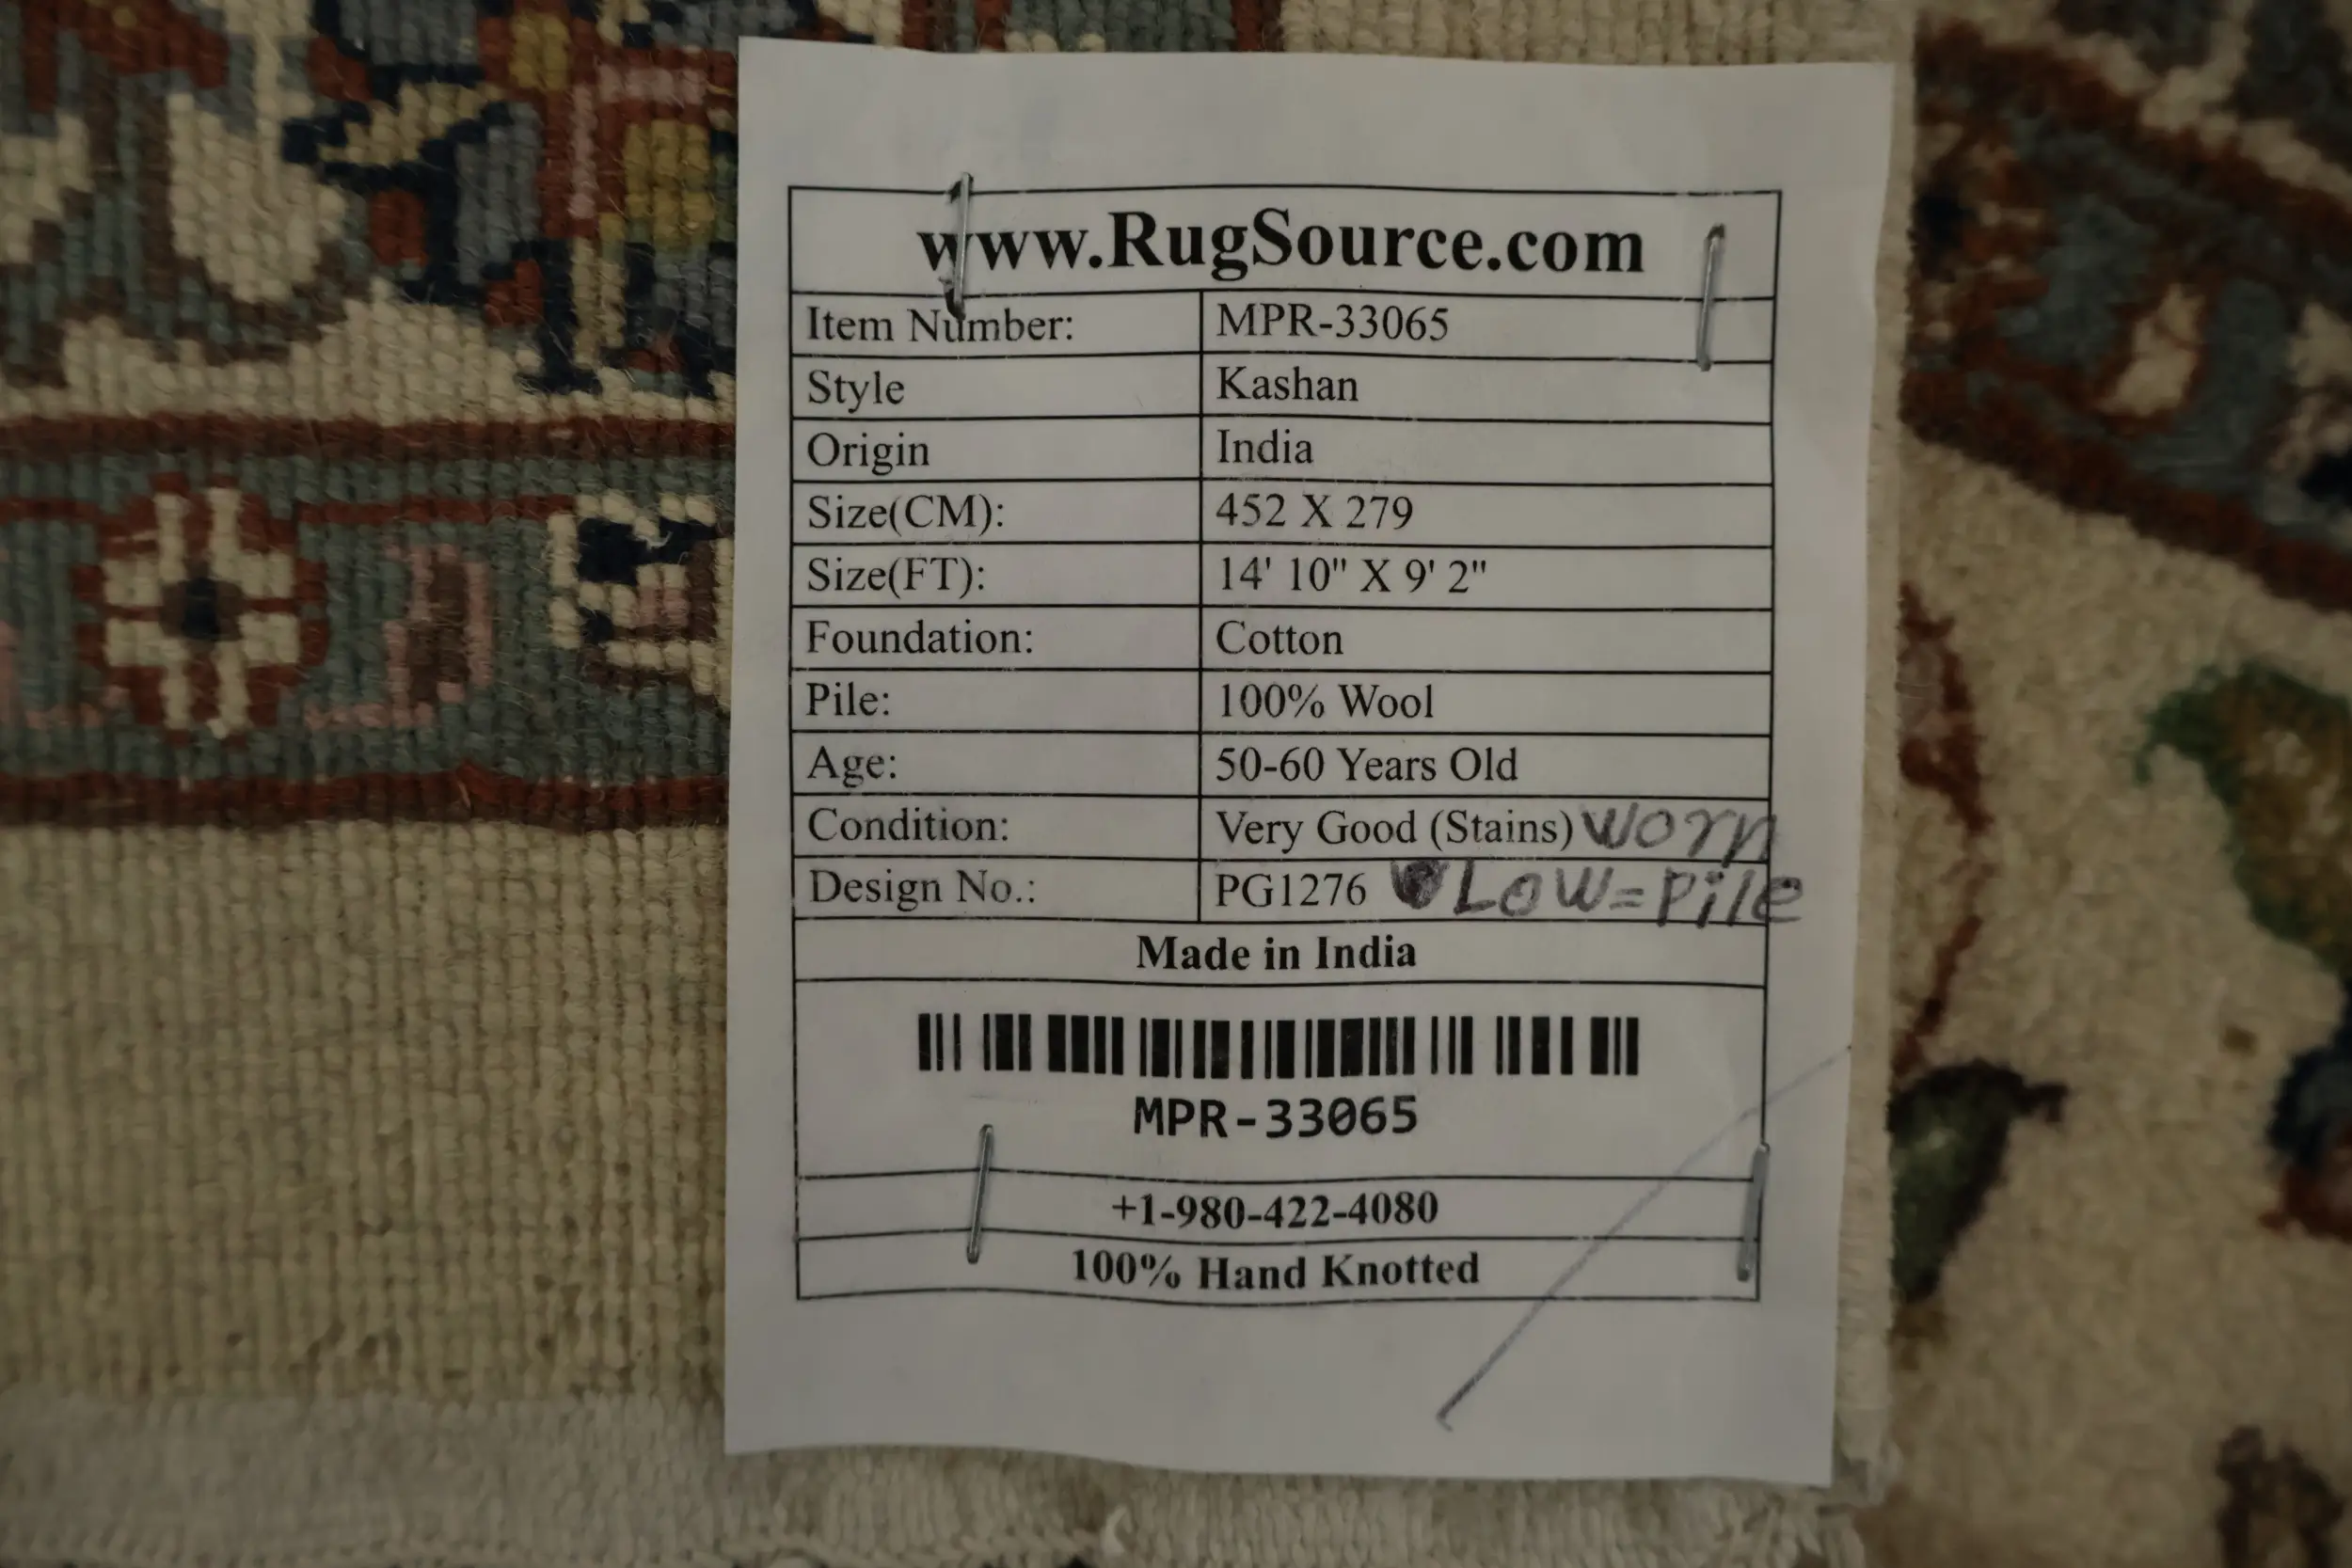 www.RugSource.com
Item Number: MPR-33065
Style Kashan
Origin India
Size(CM): 452 X 279
Size(FT): 14' 10" X 9' 2"
Foundation: Cotton
Pile: 100% Wool
Age: 50-60 Years Old
Condition: Very Good (Stains) worn
Design No.: PG1276 Low=Pile
Made in India
MPR-33065
+1-980-422-4080
100% Hand Knotted